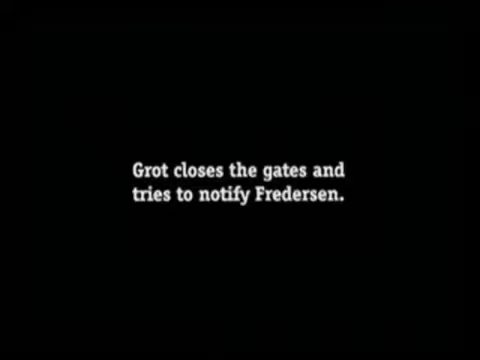 Grot closes the gates and
tries to notify Fredersen.